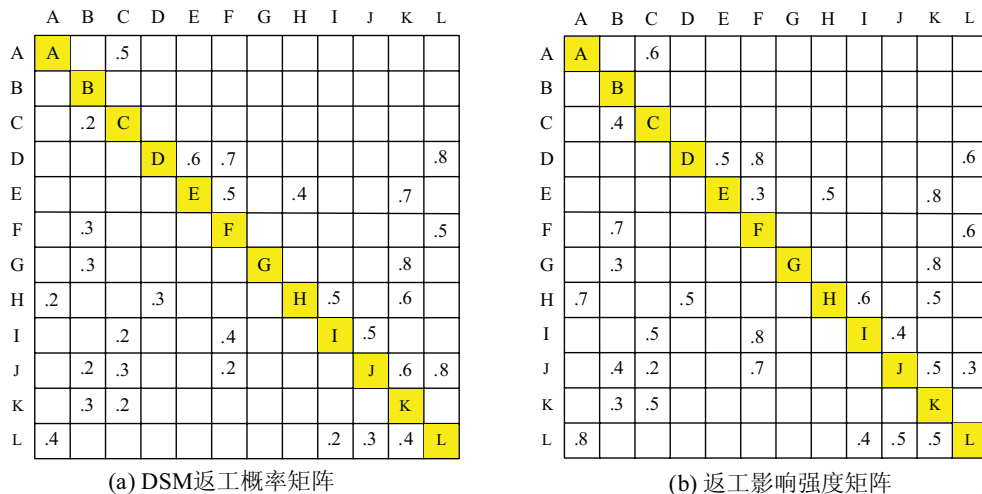 A B C D E F G H I J K L
A A .5
B B
C .2 C
D D .6 .7 .8
E E .5 .4 .7
F .3 F .5
G .3 G .8
H .2 .3 H .5 .6
I .2 .4 I .5
J .2 .3 .2 J .6 .8
K .3 .2 K
L .4 .2 .3 .4 L
(a) DSM返工概率矩阵
A B C D E F G H I J K L
A A .6
B B
C .4 C
D D .5 .8 .6
E E .3 .5 .8
F .7 F .6
G .3 G .8
H .7 .5 H .6 .5
I .5 .8 I .4
J .4 .2 .7 J .5 .3
K .3 .5 K
L .8 .4 .5 .5 L
(b) 返工影响强度矩阵